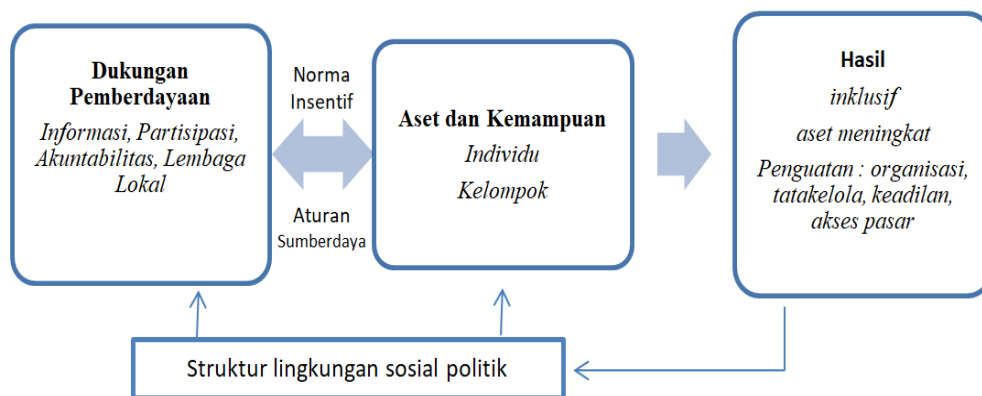 Dukungan
Pemberdayaan
Informasi, Partisipasi,
Akuntabilitas, Lembaga
Lokal
Norma
Insentif
Aturan
Sumberdaya
Aset dan Kemampuan
Individu
Kelompok
Hasil
inklusif
aset meningkat
Penguatan : organisasi,
tatakelola, keadilan,
akses pasar
Struktur lingkungan sosial politik